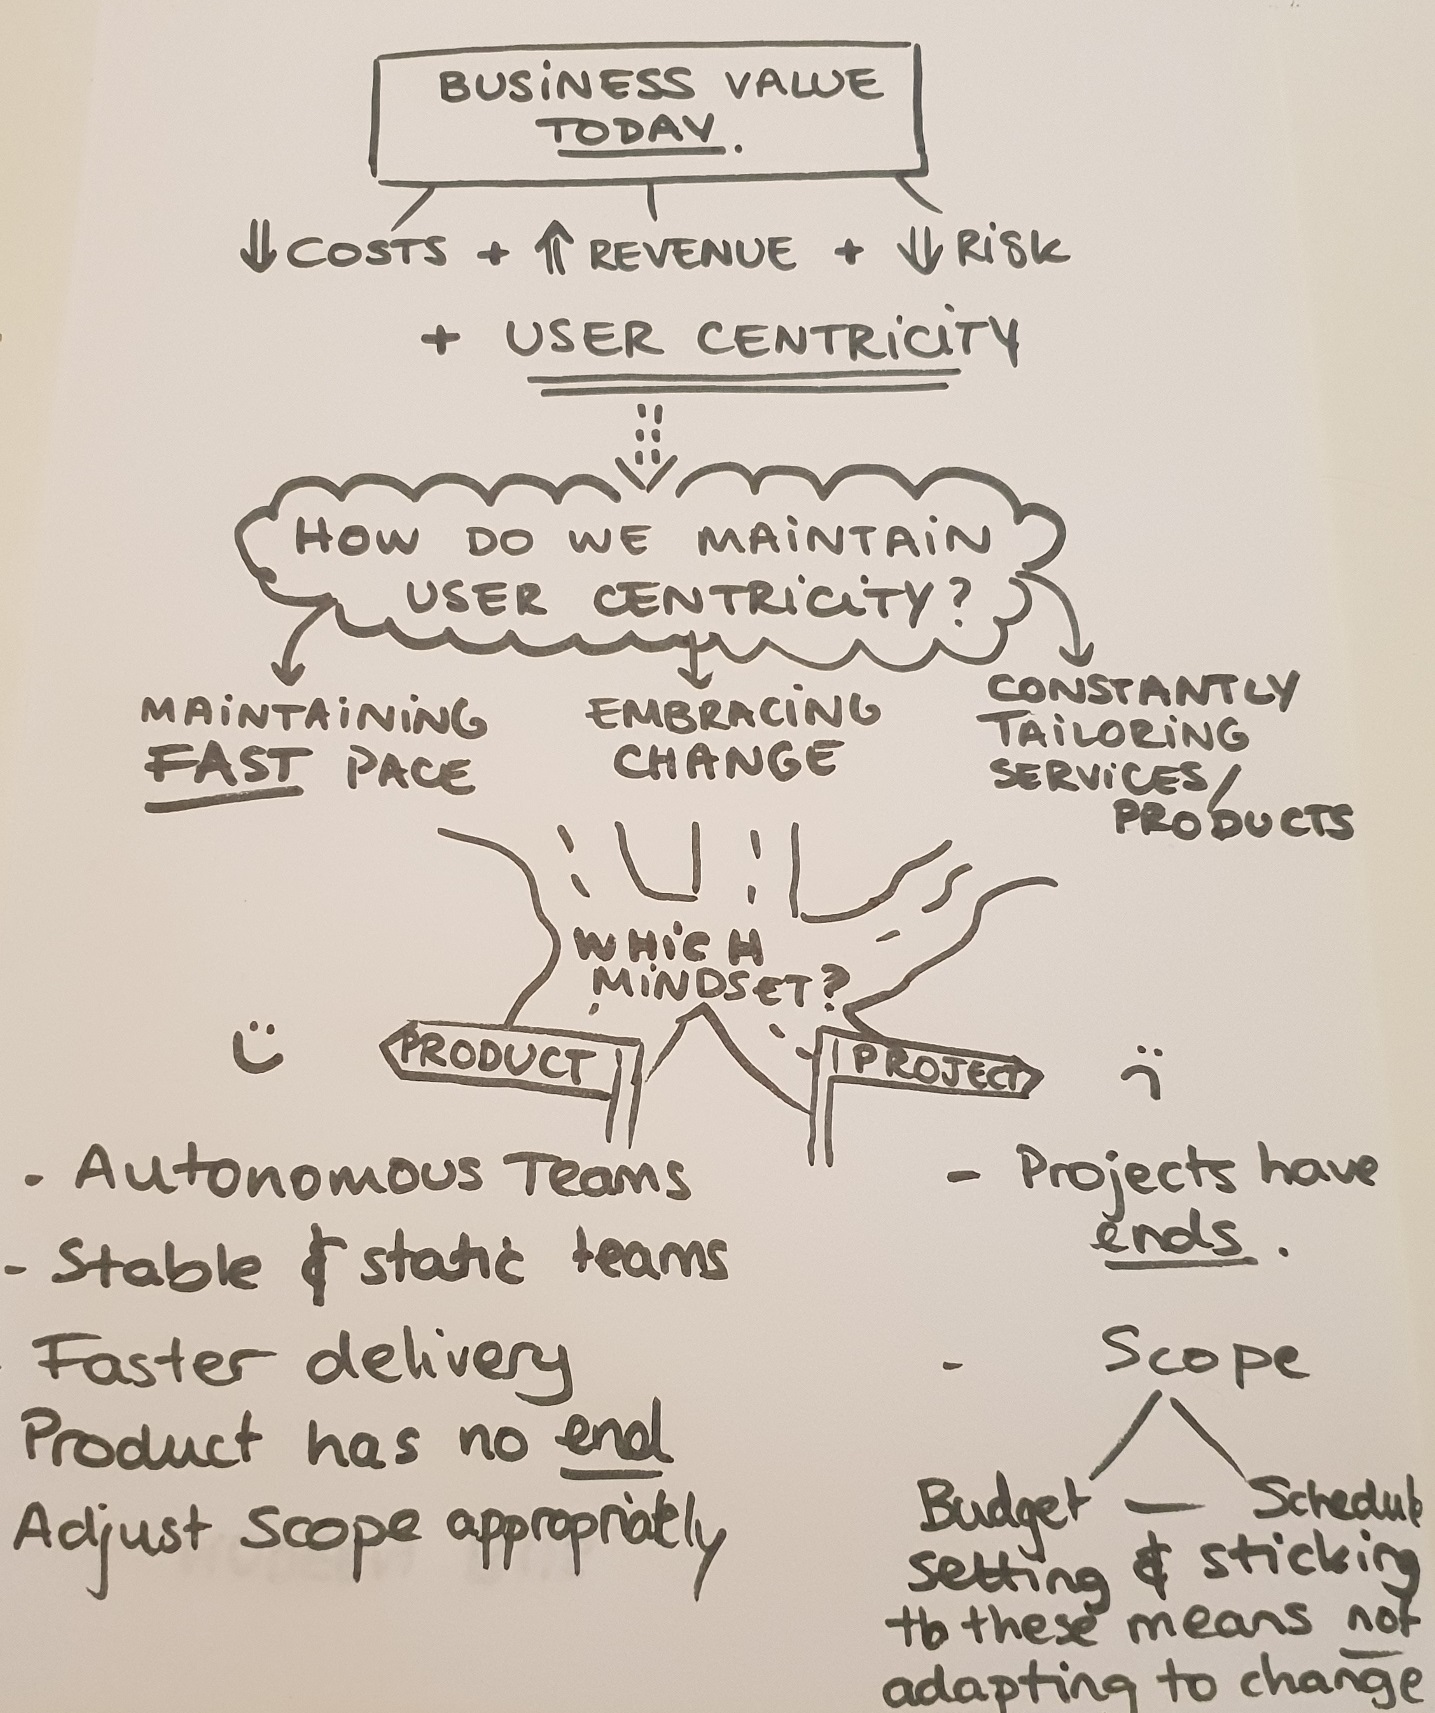 BUSINESS VALUE
TODAY.
⇓ COSTS + ⇑ REVENUE + ⇓ RISK
+ USER CENTRICITY
HOW DO WE MAINTAIN
USER CENTRICITY?
MAINTAINING
FAST PACE
EMBRACING
CHANGE
CONSTANTLY
TAILORING
SERVICES/
PRODUCTS
WHICH
MINDSET?
PRODUCT
- Autonomous Teams
- Stable & static teams
- Faster delivery
Product has no end
Adjust Scope appropriately
PROJECT
- Projects have
ends.
- Scope
Budget — Schedule
setting & sticking
to these means not
adapting to change